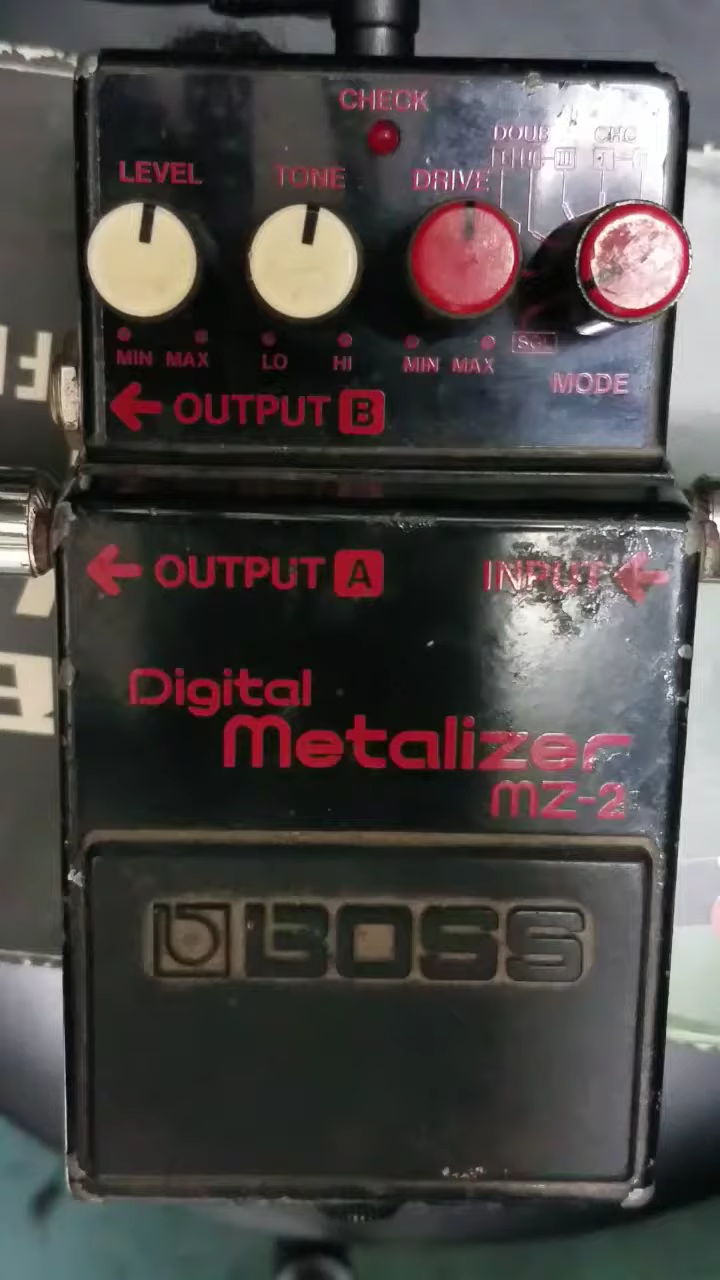 CHECK
LEVEL TONE DRIVE
MIN MAX LO HI MIN MAX SGL
MODE
← OUTPUT B
← OUTPUT A INPUT ←
Digital
Metalizer
MZ-2
BOSS